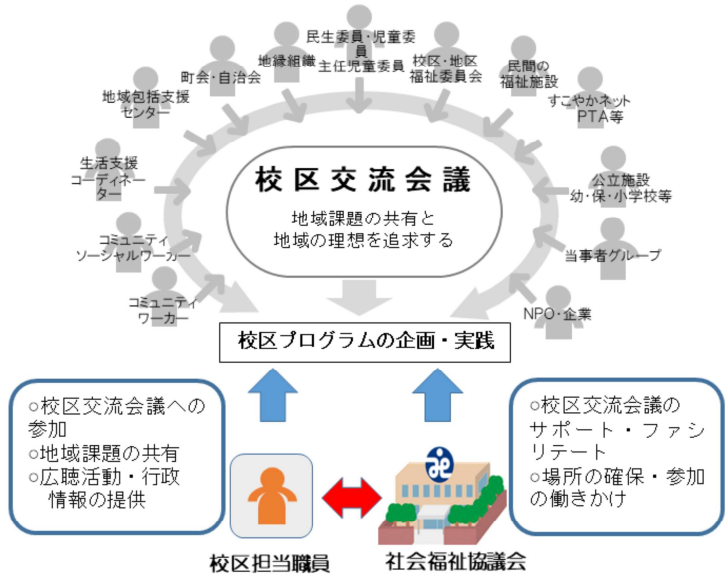 民生委員・児童委
員
主任児童委員
地縁組織
校区・地区
福祉委員会
町会・自治会
民間の
福祉施設
地域包括支援
センター
すこやかネット
PTA等
生活支援
コーディネー
ター
公立施設
幼・保・小学校等
コミュニティ
ソーシャルワーカー
当事者グループ
コミュニティ
ワーカー
NPO・企業
校区交流会議
地域課題の共有と
地域の理想を追求する
校区プログラムの企画・実践
○校区交流会議への
参加
○地域課題の共有
○広聴活動・行政
情報の提供
○校区交流会議の
サポート・ファシ
リテート
○場所の確保・参加
の働きかけ
校区担当職員
社会福祉協議会